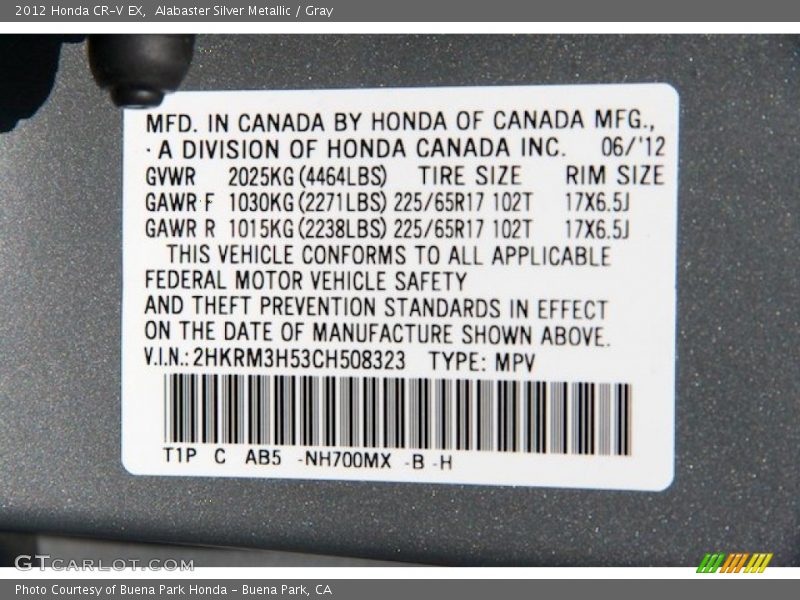 2012 Honda CR-V EX,  Alabaster Silver Metallic / Gray
MFD. IN CANADA BY HONDA OF CANADA MFG.,
· A DIVISION OF HONDA CANADA INC. 06/'12
GVWR 2025KG(4464LBS) TIRE SIZE RIM SIZE
GAWR F 1030KG(2271LBS) 225/65R17 102T 17X6.5J
GAWR R 1015KG(2238LBS) 225/65R17 102T 17X6.5J
THIS VEHICLE CONFORMS TO ALL APPLICABLE
FEDERAL MOTOR VEHICLE SAFETY
AND THEFT PREVENTION STANDARDS IN EFFECT
ON THE DATE OF MANUFACTURE SHOWN ABOVE.
V.I.N.: 2HKRM3H53CH508323 TYPE: MPV
T1P C AB5 -NH700MX -B -H
GTCARLOT.COM
Photo Courtesy of Buena Park Honda - Buena Park, CA